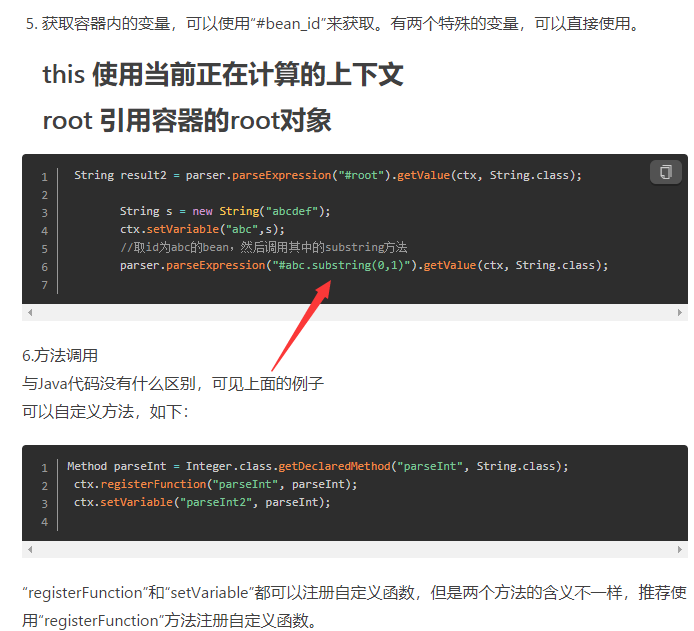 5. 获取容器内的变量，可以使用“#bean_id”来获取。有两个特殊的变量，可以直接使用。
this 使用当前正在计算的上下文
root 引用容器的root对象
1 String result2 = parser.parseExpression("#root").getValue(ctx, String.class);
2
3 String s = new String("abcdef");
4 ctx.setVariable("abc",s);
5 //取id为abc的bean，然后调用其中的substring方法
6 parser.parseExpression("#abc.substring(0,1)").getValue(ctx, String.class);
7
6.方法调用
与Java代码没有什么区别，可见上面的例子
可以自定义方法，如下：
1 Method parseInt = Integer.class.getDeclaredMethod("parseInt", String.class);
2 ctx.registerFunction("parseInt", parseInt);
3 ctx.setVariable("parseInt2", parseInt);
4
“registerFunction”和“setVariable”都可以注册自定义函数，但是两个方法的含义不一样，推荐使
用“registerFunction”方法注册自定义函数。